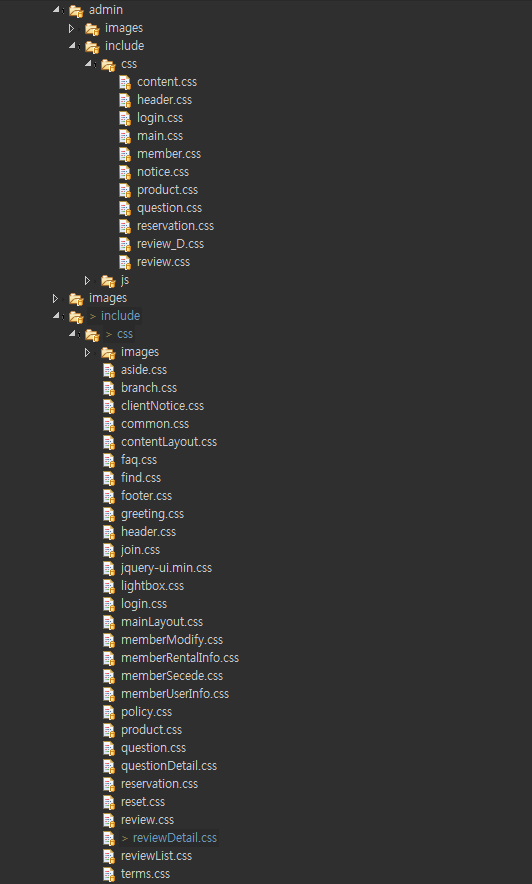 admin
images
include
css
content.css
header.css
login.css
main.css
member.css
notice.css
product.css
question.css
reservation.css
review_D.css
review.css
js
images
> include
> css
images
aside.css
branch.css
clientNotice.css
common.css
contentLayout.css
faq.css
find.css
footer.css
greeting.css
header.css
join.css
jquery-ui.min.css
lightbox.css
login.css
mainLayout.css
memberModify.css
memberRentalInfo.css
memberSecede.css
memberUserInfo.css
policy.css
product.css
question.css
questionDetail.css
reservation.css
reset.css
review.css
> reviewDetail.css
reviewList.css
terms.css